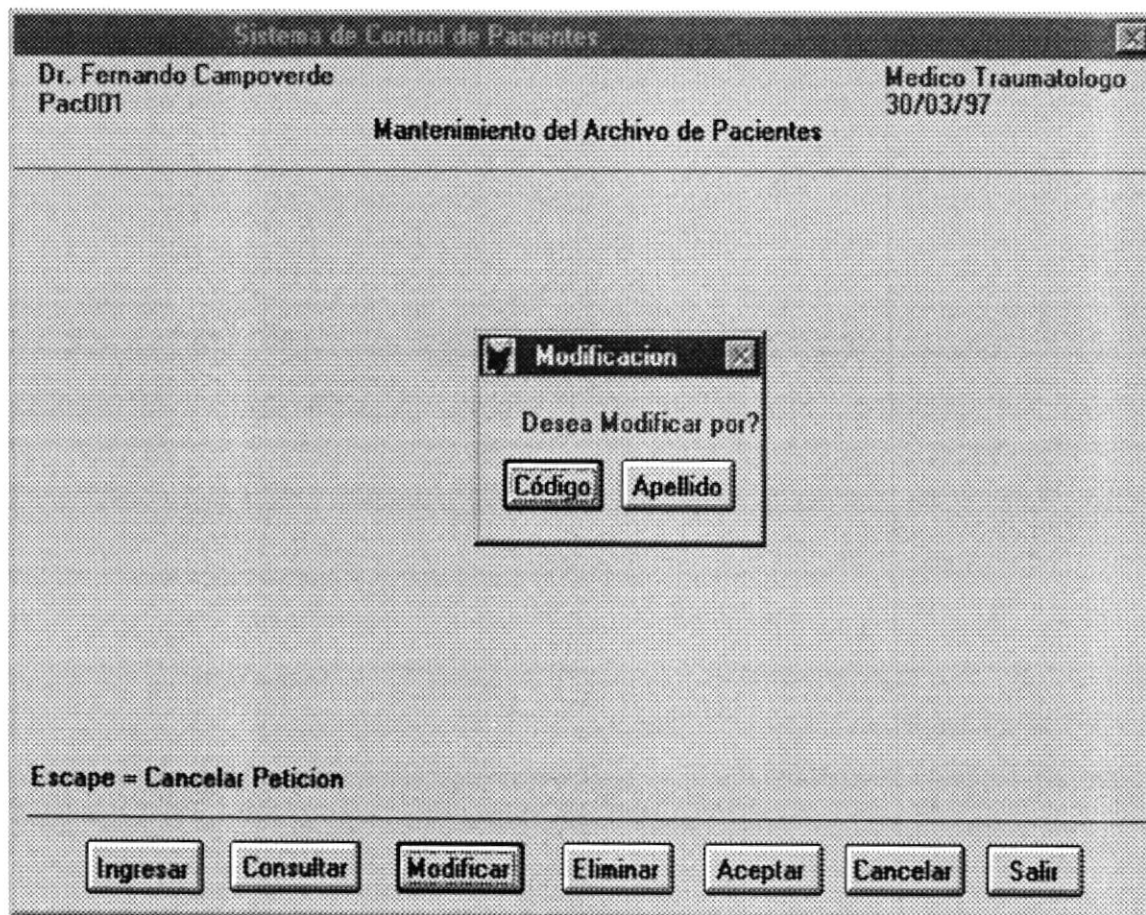 Sistema de Control de Pacientes
Dr. Fernando Campoverde
Medico Traumatologo
Pac001
30/03/97
Mantenimiento del Archivo de Pacientes
Modificacion
Desea Modificar por?
Código Apellido
Escape = Cancelar Peticion
Ingresar Consultar Modificar Eliminar Aceptar Cancelar Salir